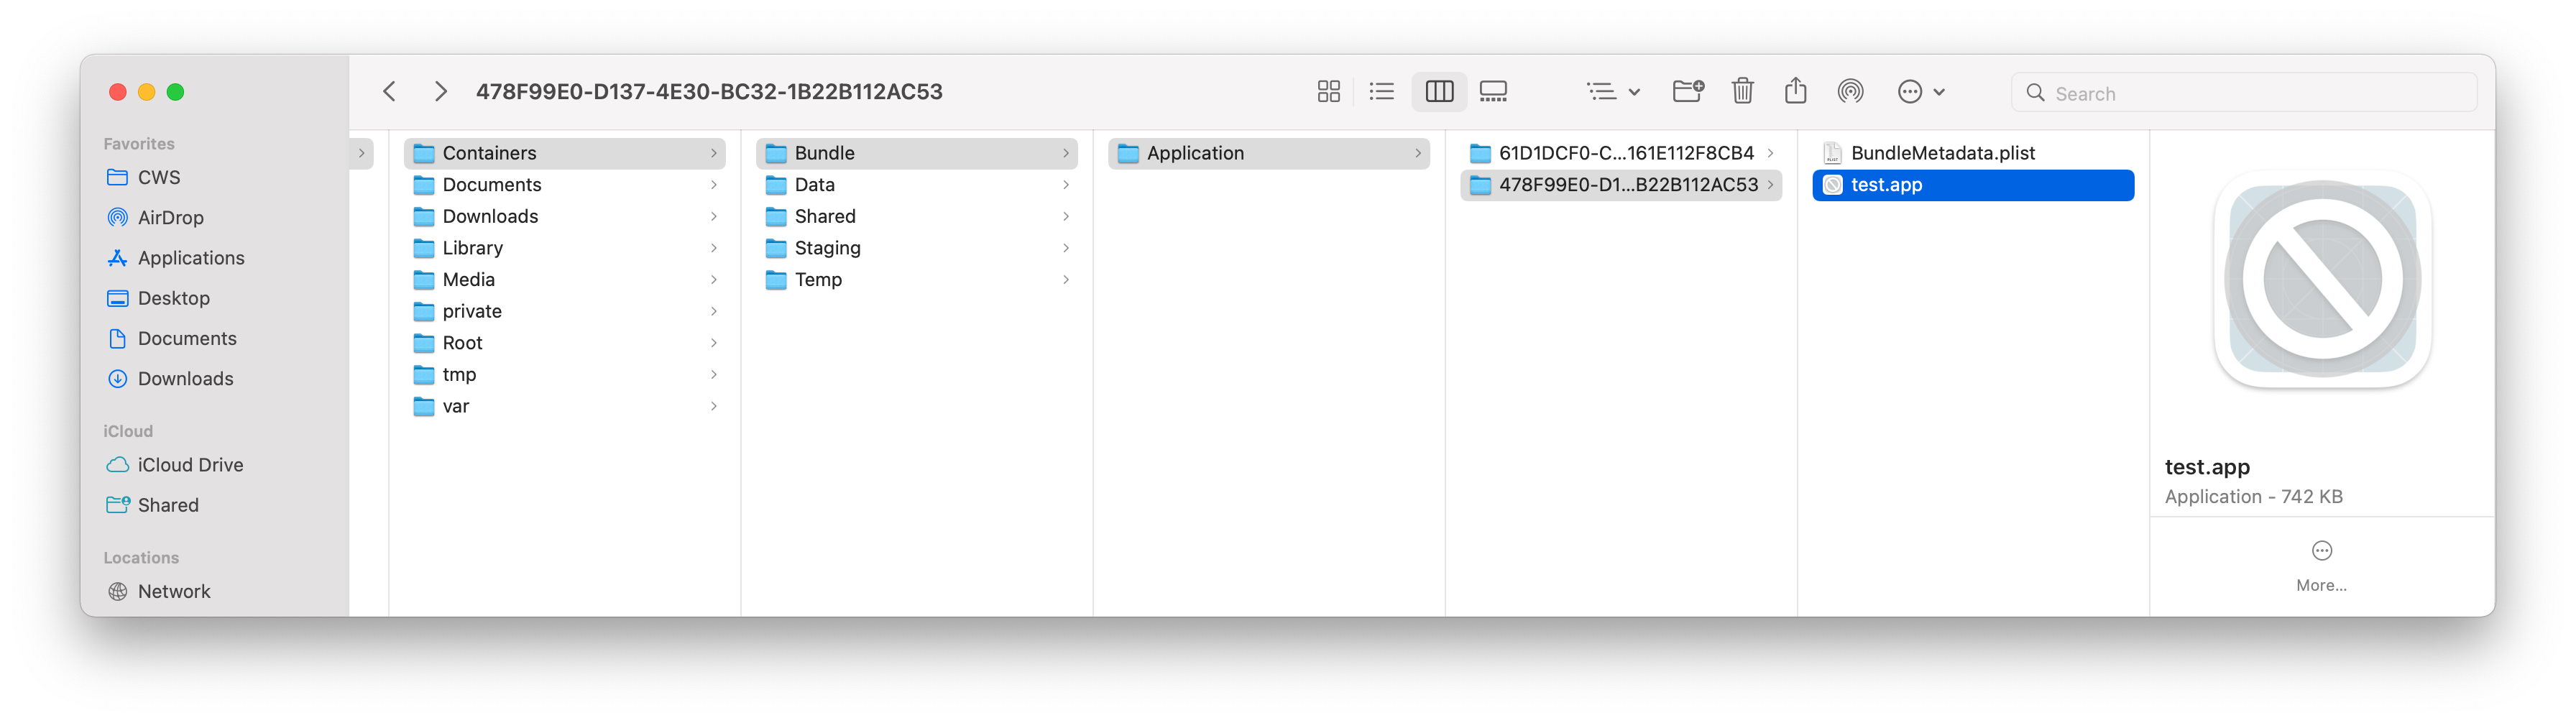 478F99E0-D137-4E30-BC32-1B22B112AC53
Search
Favorites
CWS
AirDrop
Applications
Desktop
Documents
Downloads
iCloud
iCloud Drive
Shared
Locations
Network
Containers
Documents
Downloads
Library
Media
private
Root
tmp
var
Bundle
Data
Shared
Staging
Temp
Application
61D1DCF0-C...161E112F8CB4
478F99E0-D1...B22B112AC53
BundleMetadata.plist
PLIST
test.app
test.app
Application - 742 KB
More...